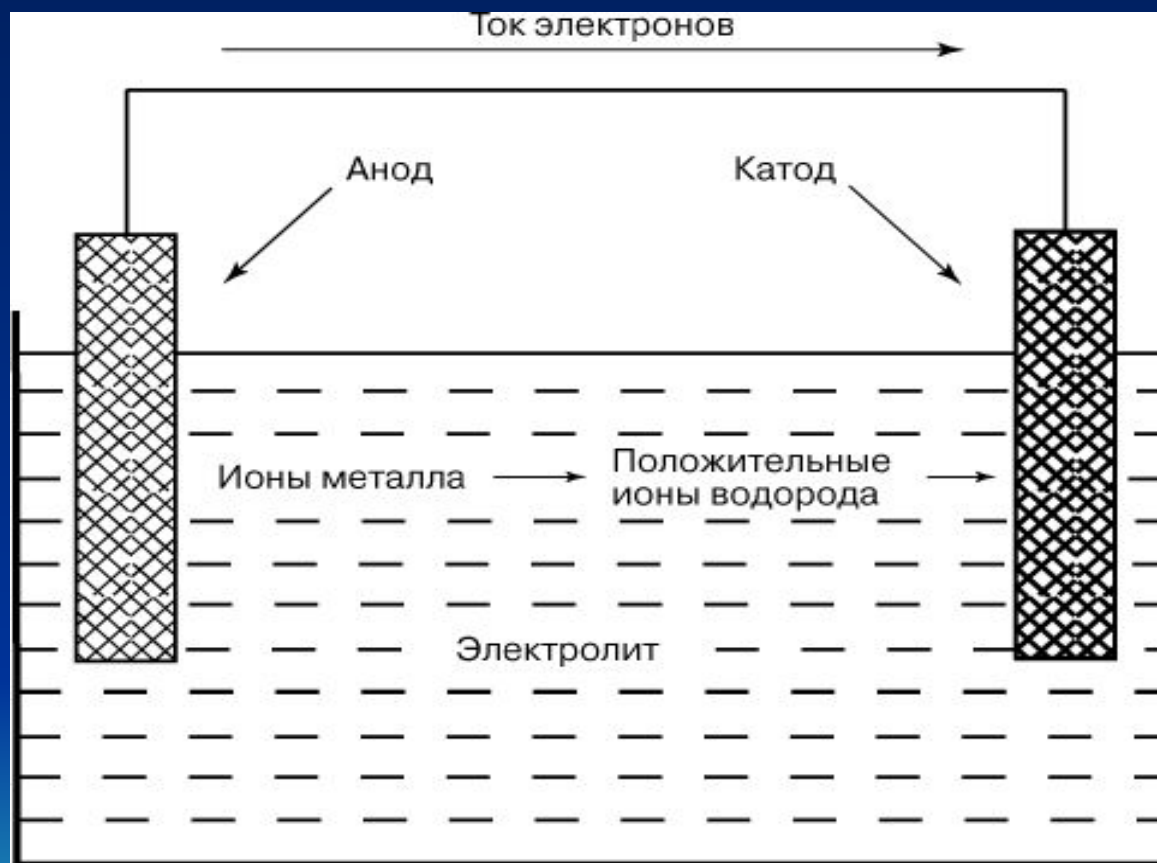 Ток электронов
Анод
Катод
Ионы металла
Положительные
ионы водорода
Электролит